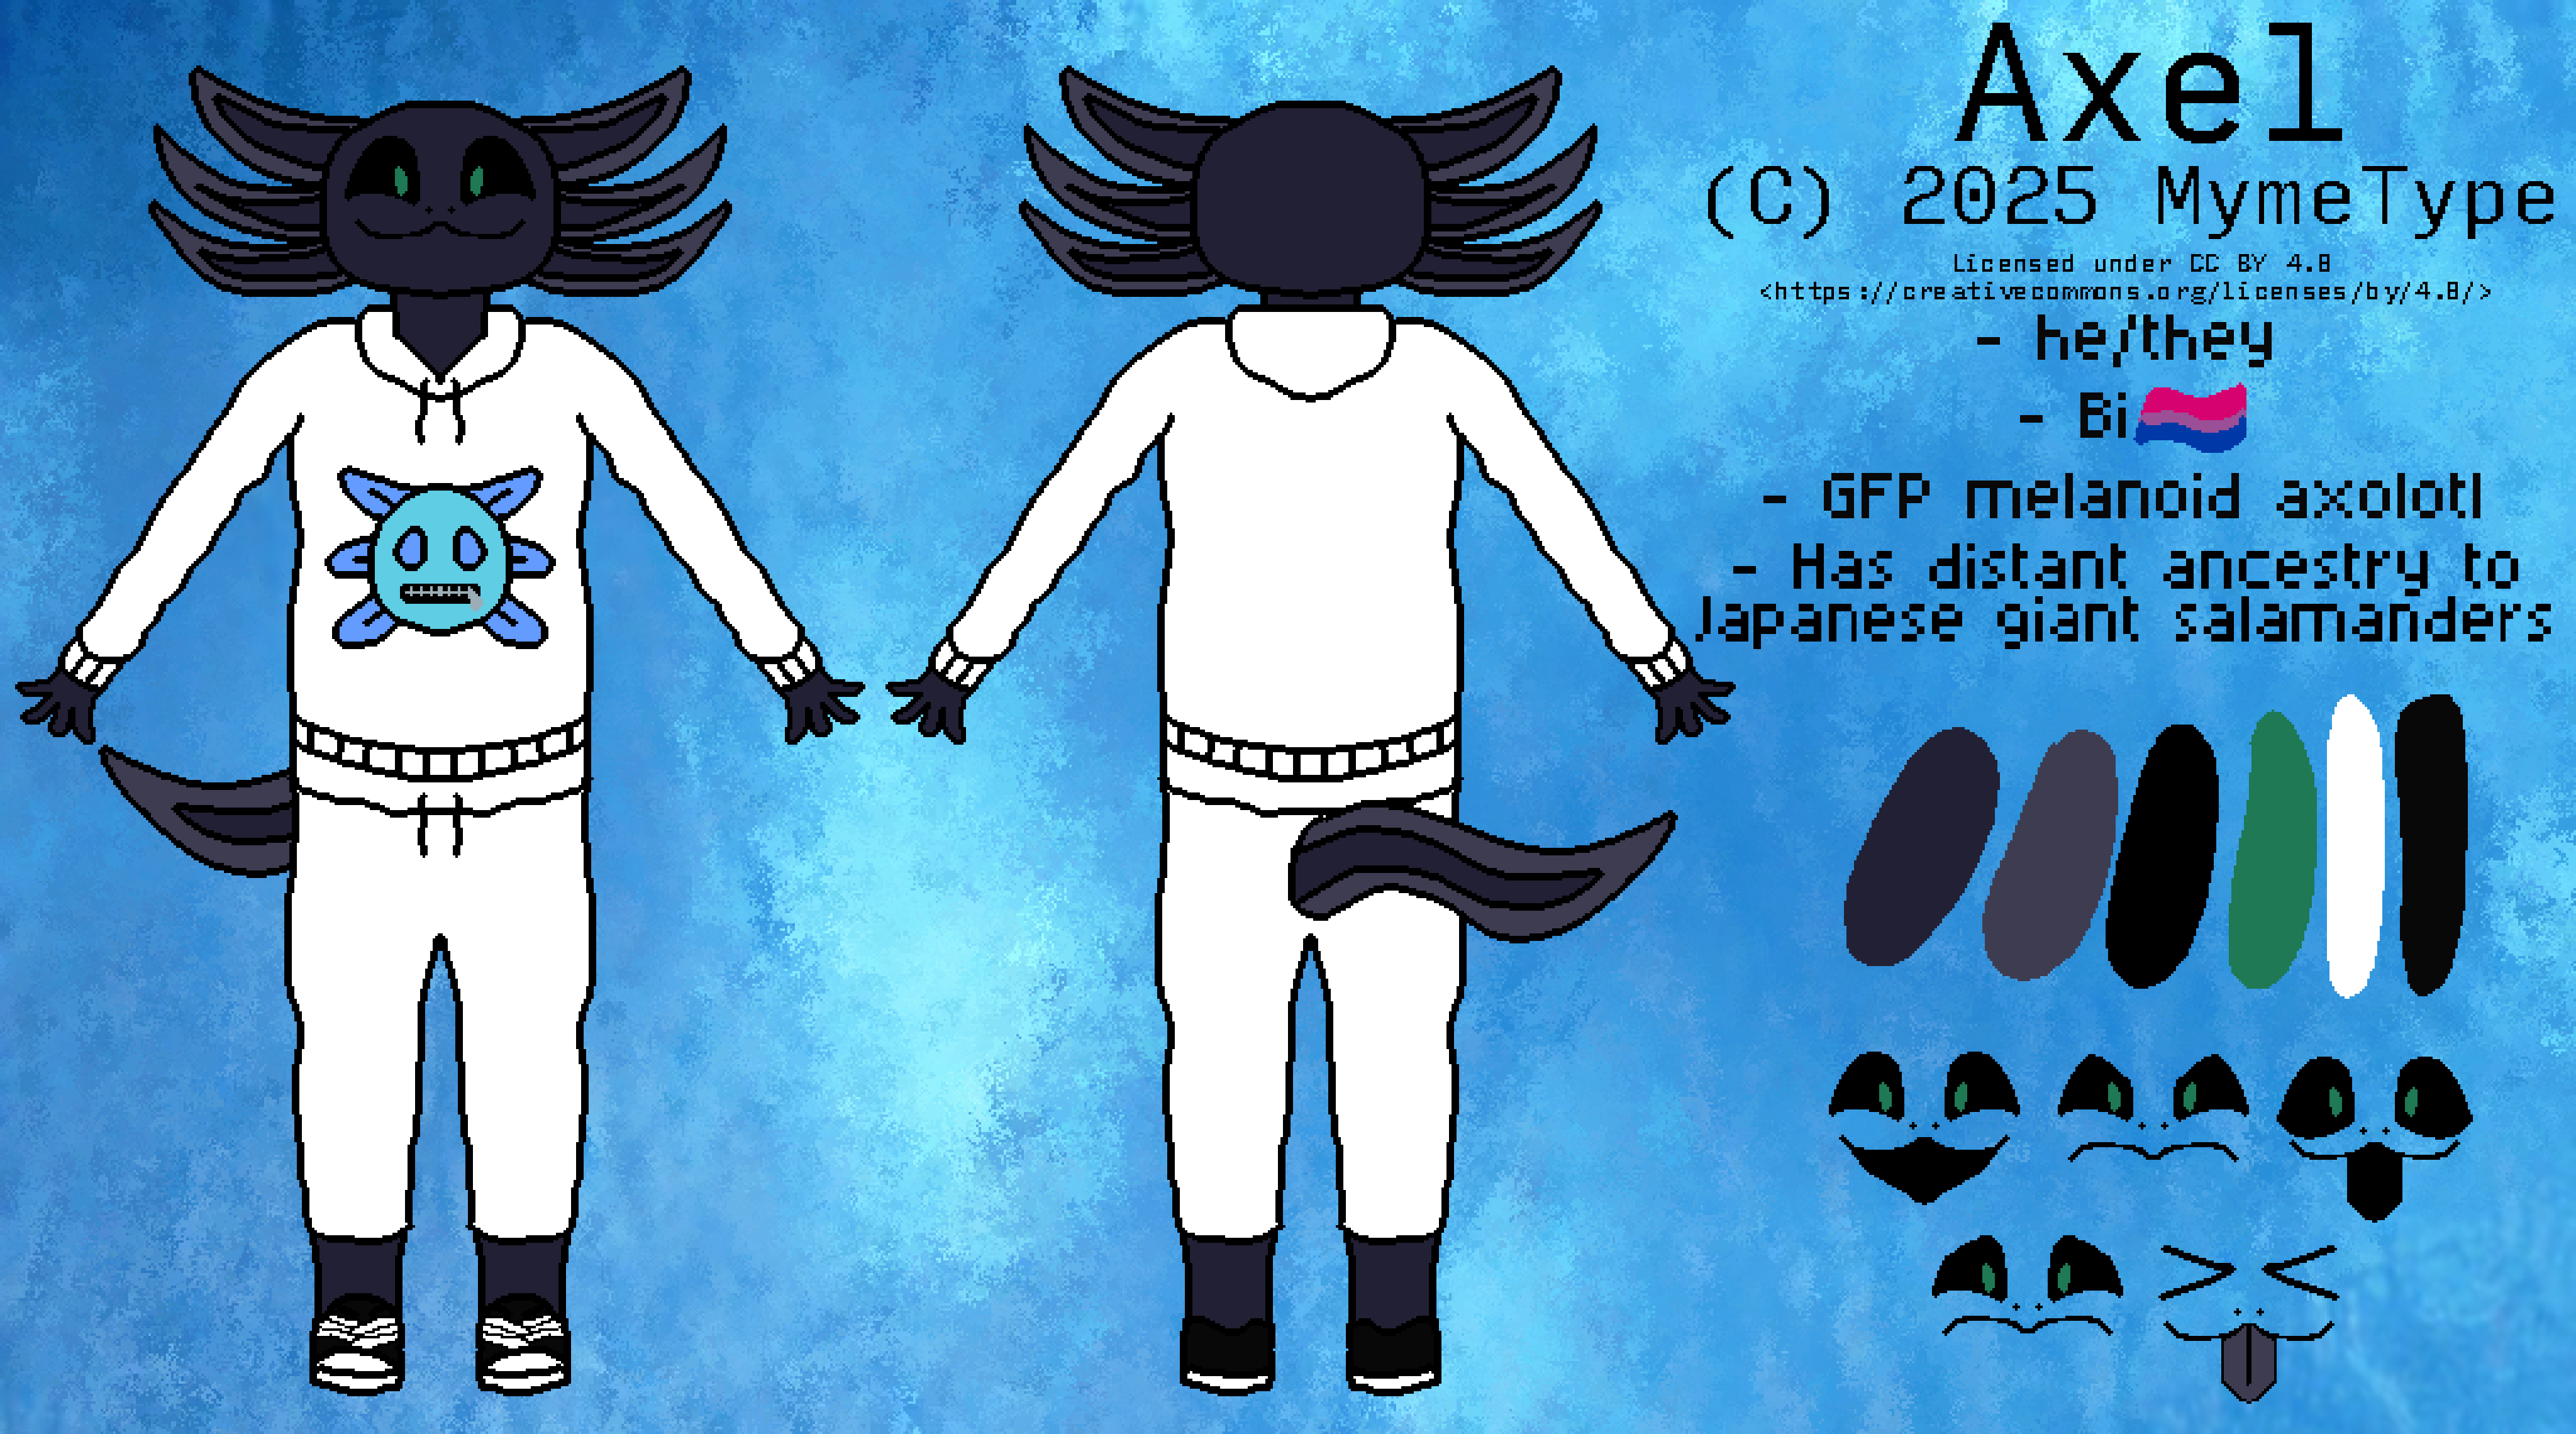 Axel
(C) 2025 MymeType
Licensed under CC BY 4.0
<https://creativecommons.org/licenses/by/4.0/>
- he/they
- Bi
- GFP melanoid axolotl
- Has distant ancestry to
Japanese giant salamanders